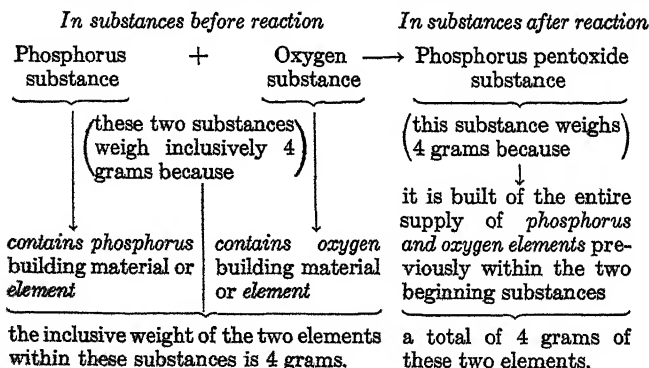 In substances before reaction
In substances after reaction
Phosphorus substance + Oxygen substance → Phosphorus pentoxide substance
(these two substances
weigh inclusively 4
grams because)
(this substance weighs
4 grams because)
contains phosphorus
building material or
element
contains oxygen
building material
or element
it is built of the entire
supply of phosphorus
and oxygen elements pre-
viously within the two
beginning substances
the inclusive weight of the two elements
within these substances is 4 grams.
a total of 4 grams of
these two elements.